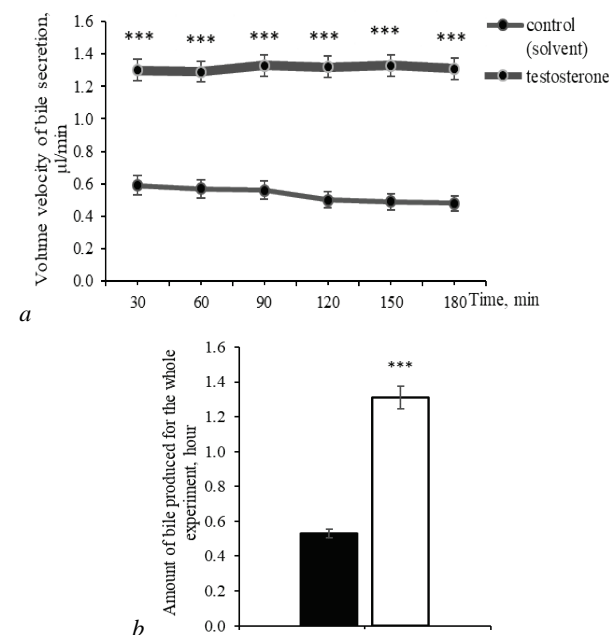 1.6
1.4
1.2
1.0
0.8
0.6
0.4
0.2
0.0
Volume velocity of bile secretion,
µl/min
*** *** *** *** *** ***
control
(solvent)
testosterone
30 60 90 120 150 180 Time, min
a
1.6
1.4
1.2
1.0
0.8
0.6
0.4
0.2
0.0
Amount of bile produced for the whole
experiment, hour
***
b